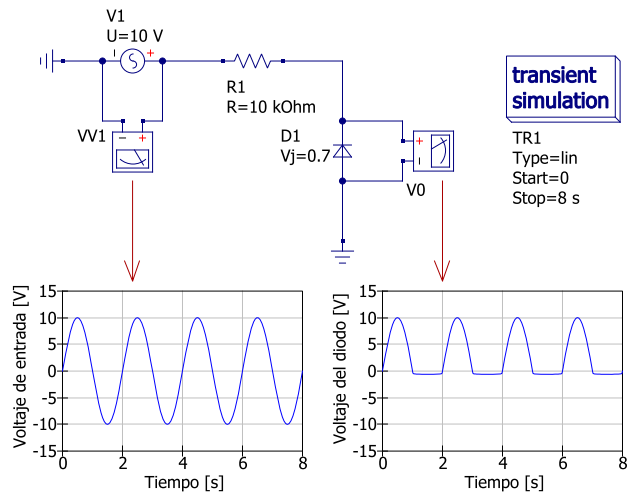 V1
U=10 V
R1
R=10 kOhm
VV1
D1
Vj=0.7
V0
transient
simulation
TR1
Type=lin
Start=0
Stop=8 s
Voltaje de entrada [V]
15
10
5
0
-5
-10
-15
0 2 4 6 8
Tiempo [s]
Voltaje del diodo [V]
15
10
5
0
-5
-10
-15
0 2 4 6 8
Tiempo [s]